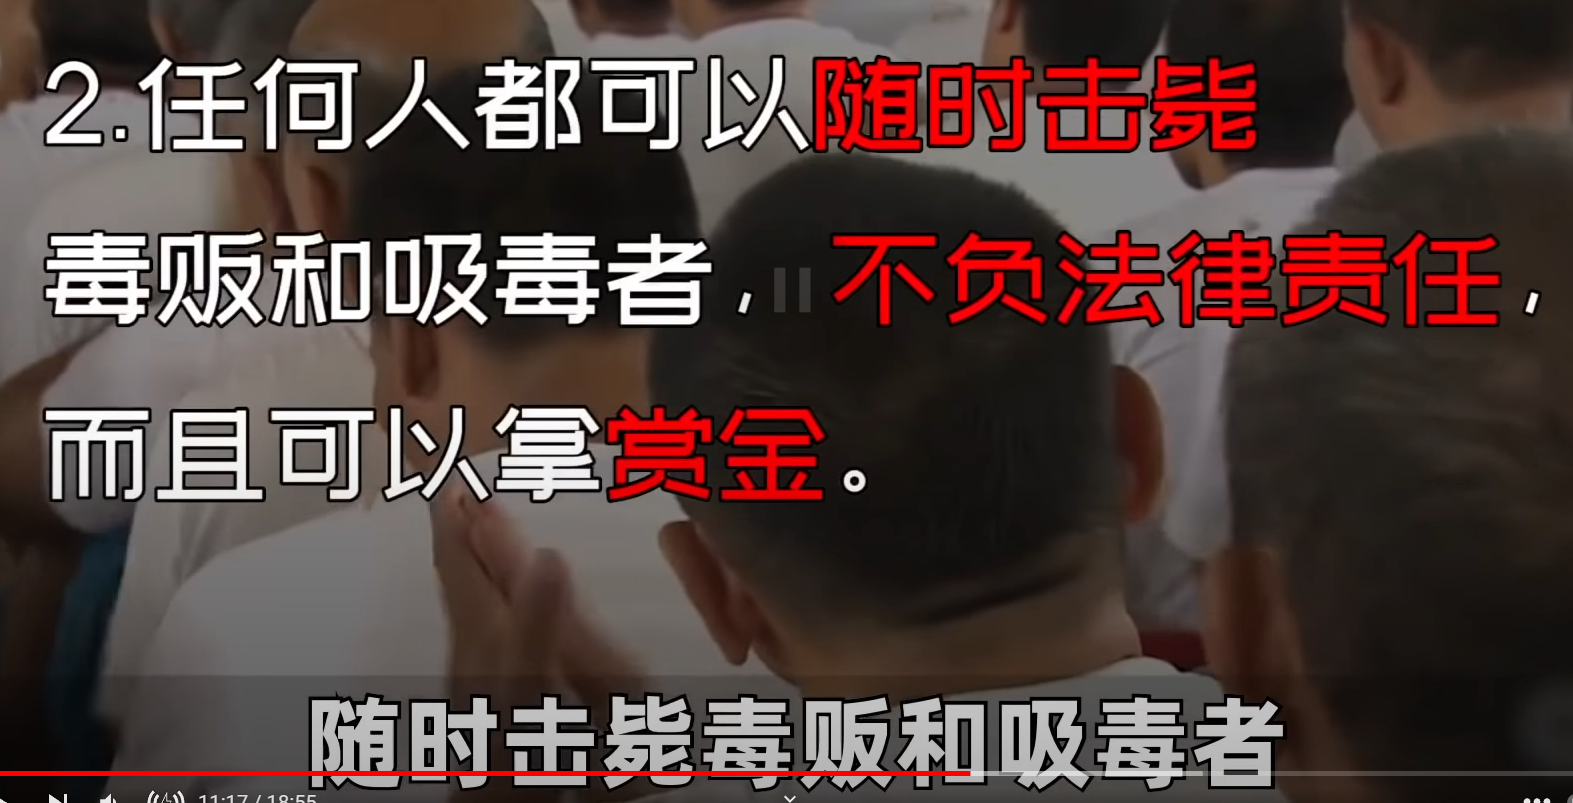 2.任何人都可以随时击毙
毒贩和吸毒者，不负法律责任，
而且可以拿赏金。
随时击毙毒贩和吸毒者
11:17 / 18:55